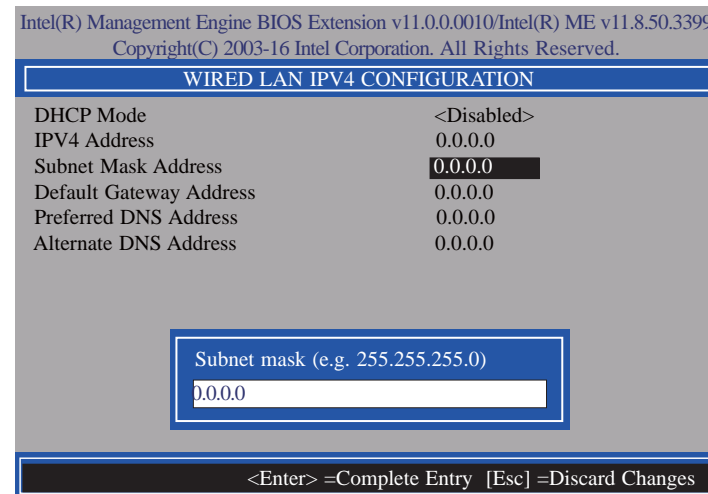 Intel(R) Management Engine BIOS Extension v11.0.0.0010/Intel(R) ME v11.8.50.3399
Copyright(C) 2003-16 Intel Corporation. All Rights Reserved.
WIRED LAN IPV4 CONFIGURATION
DHCP Mode <Disabled>
IPV4 Address 0.0.0.0
Subnet Mask Address 0.0.0.0
Default Gateway Address 0.0.0.0
Preferred DNS Address 0.0.0.0
Alternate DNS Address 0.0.0.0
Subnet mask (e.g. 255.255.255.0)
0.0.0.0
<Enter> =Complete Entry [Esc] =Discard Changes